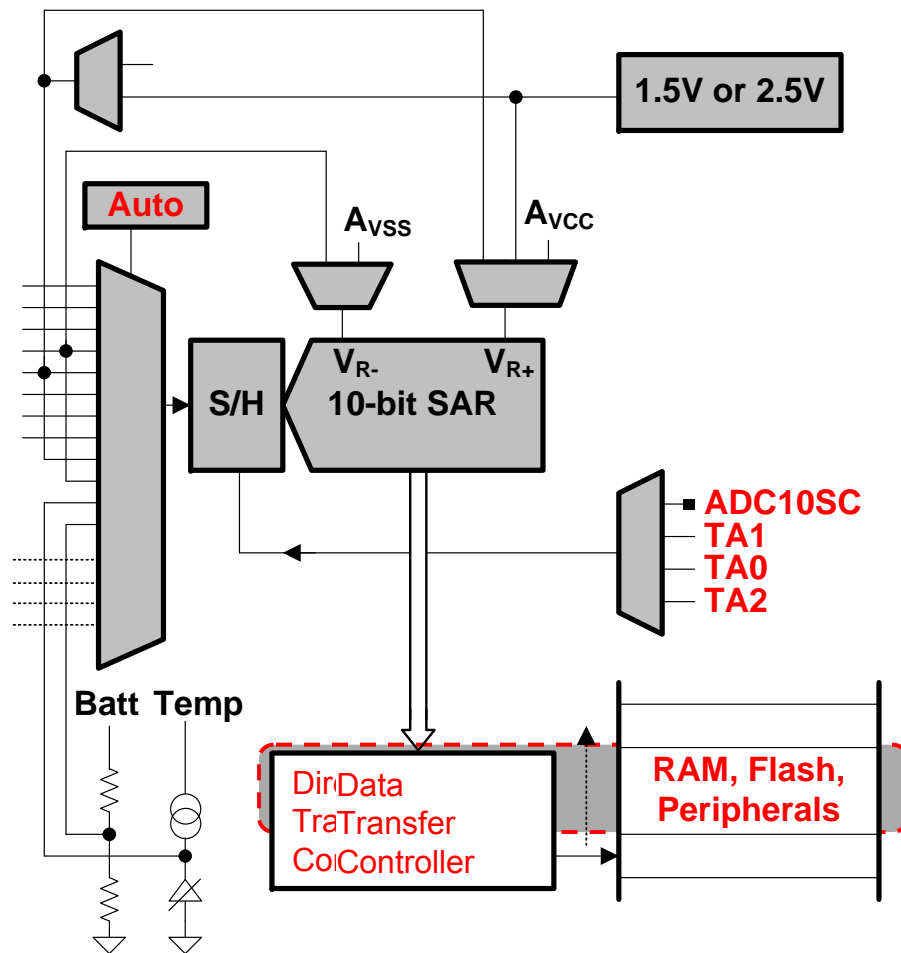 1.5V or 2.5V
Auto
AVSS
AVCC
VR-
VR+
S/H
10-bit SAR
ADC10SC
TA1
TA0
TA2
Batt Temp
RAM, Flash,
Peripherals
Data
Transfer
Controller